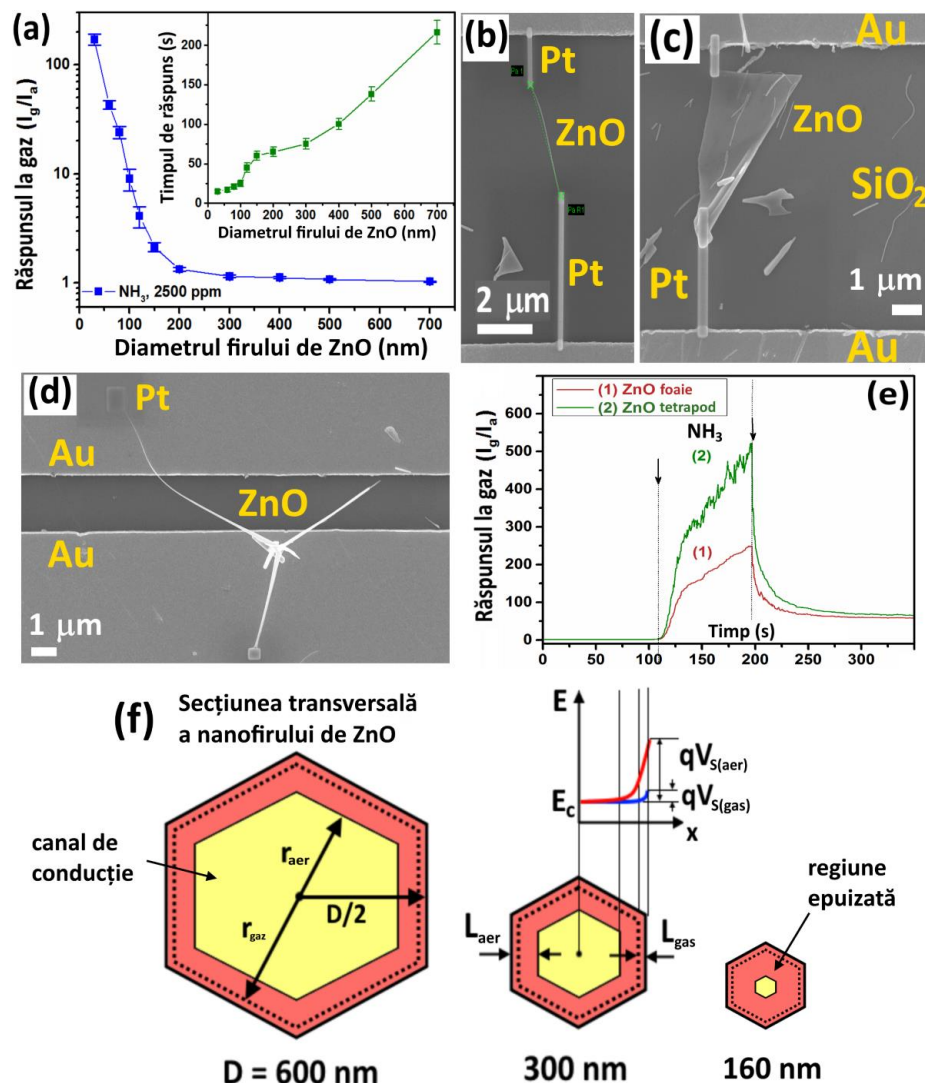 (a)
Răspunsul la gaz (Ig/Ia)
100
10
1
NH3, 2500 ppm
0 100 200 300 400 500 600 700
Diametrul firului de ZnO (nm)
Timpul de răspuns (s)
200
150
100
50
0
0 100 200 300 400 500 600 700
Diametrul firului de ZnO (nm)
(b)
Pt
Pa 1
ZnO
Pa R1
Pt
2 μm
(c)
Au
ZnO
SiO2
Pt
1 μm
Au
(d)
Pt
Au
ZnO
Au
1 μm
(e)
(1) ZnO foaie
(2) ZnO tetrapod
Răspunsul la gaz (Ig/Ia)
600
500
400
300
200
100
0
NH3
(2)
(1)
Timp (s)
0 50 100 150 200 250 300
(f)
Secțiunea transversală
a nanofirului de ZnO
canal de
conducție
raer
D/2
rgaz
D = 600 nm
E
Ec
x
qVS(aer)
qVS(gas)
Laer
Lgas
300 nm
regiune
epuizată
160 nm